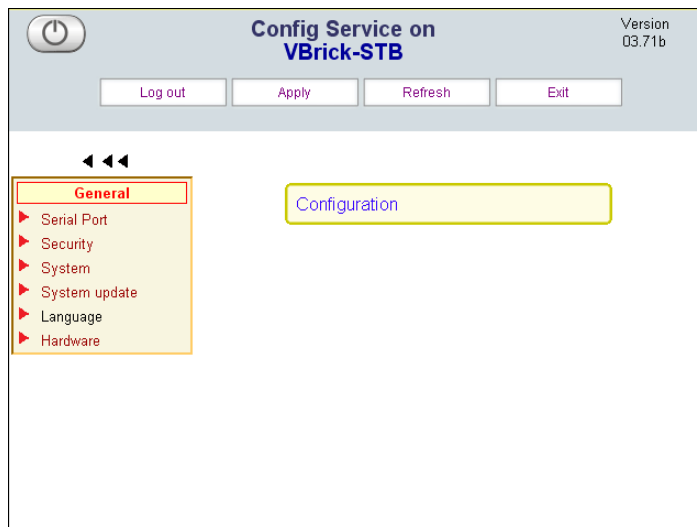 Config Service on
VBrick-STB
Version
03.71b
Log out
Apply
Refresh
Exit
General
Serial Port
Security
System
System update
Language
Hardware
Configuration